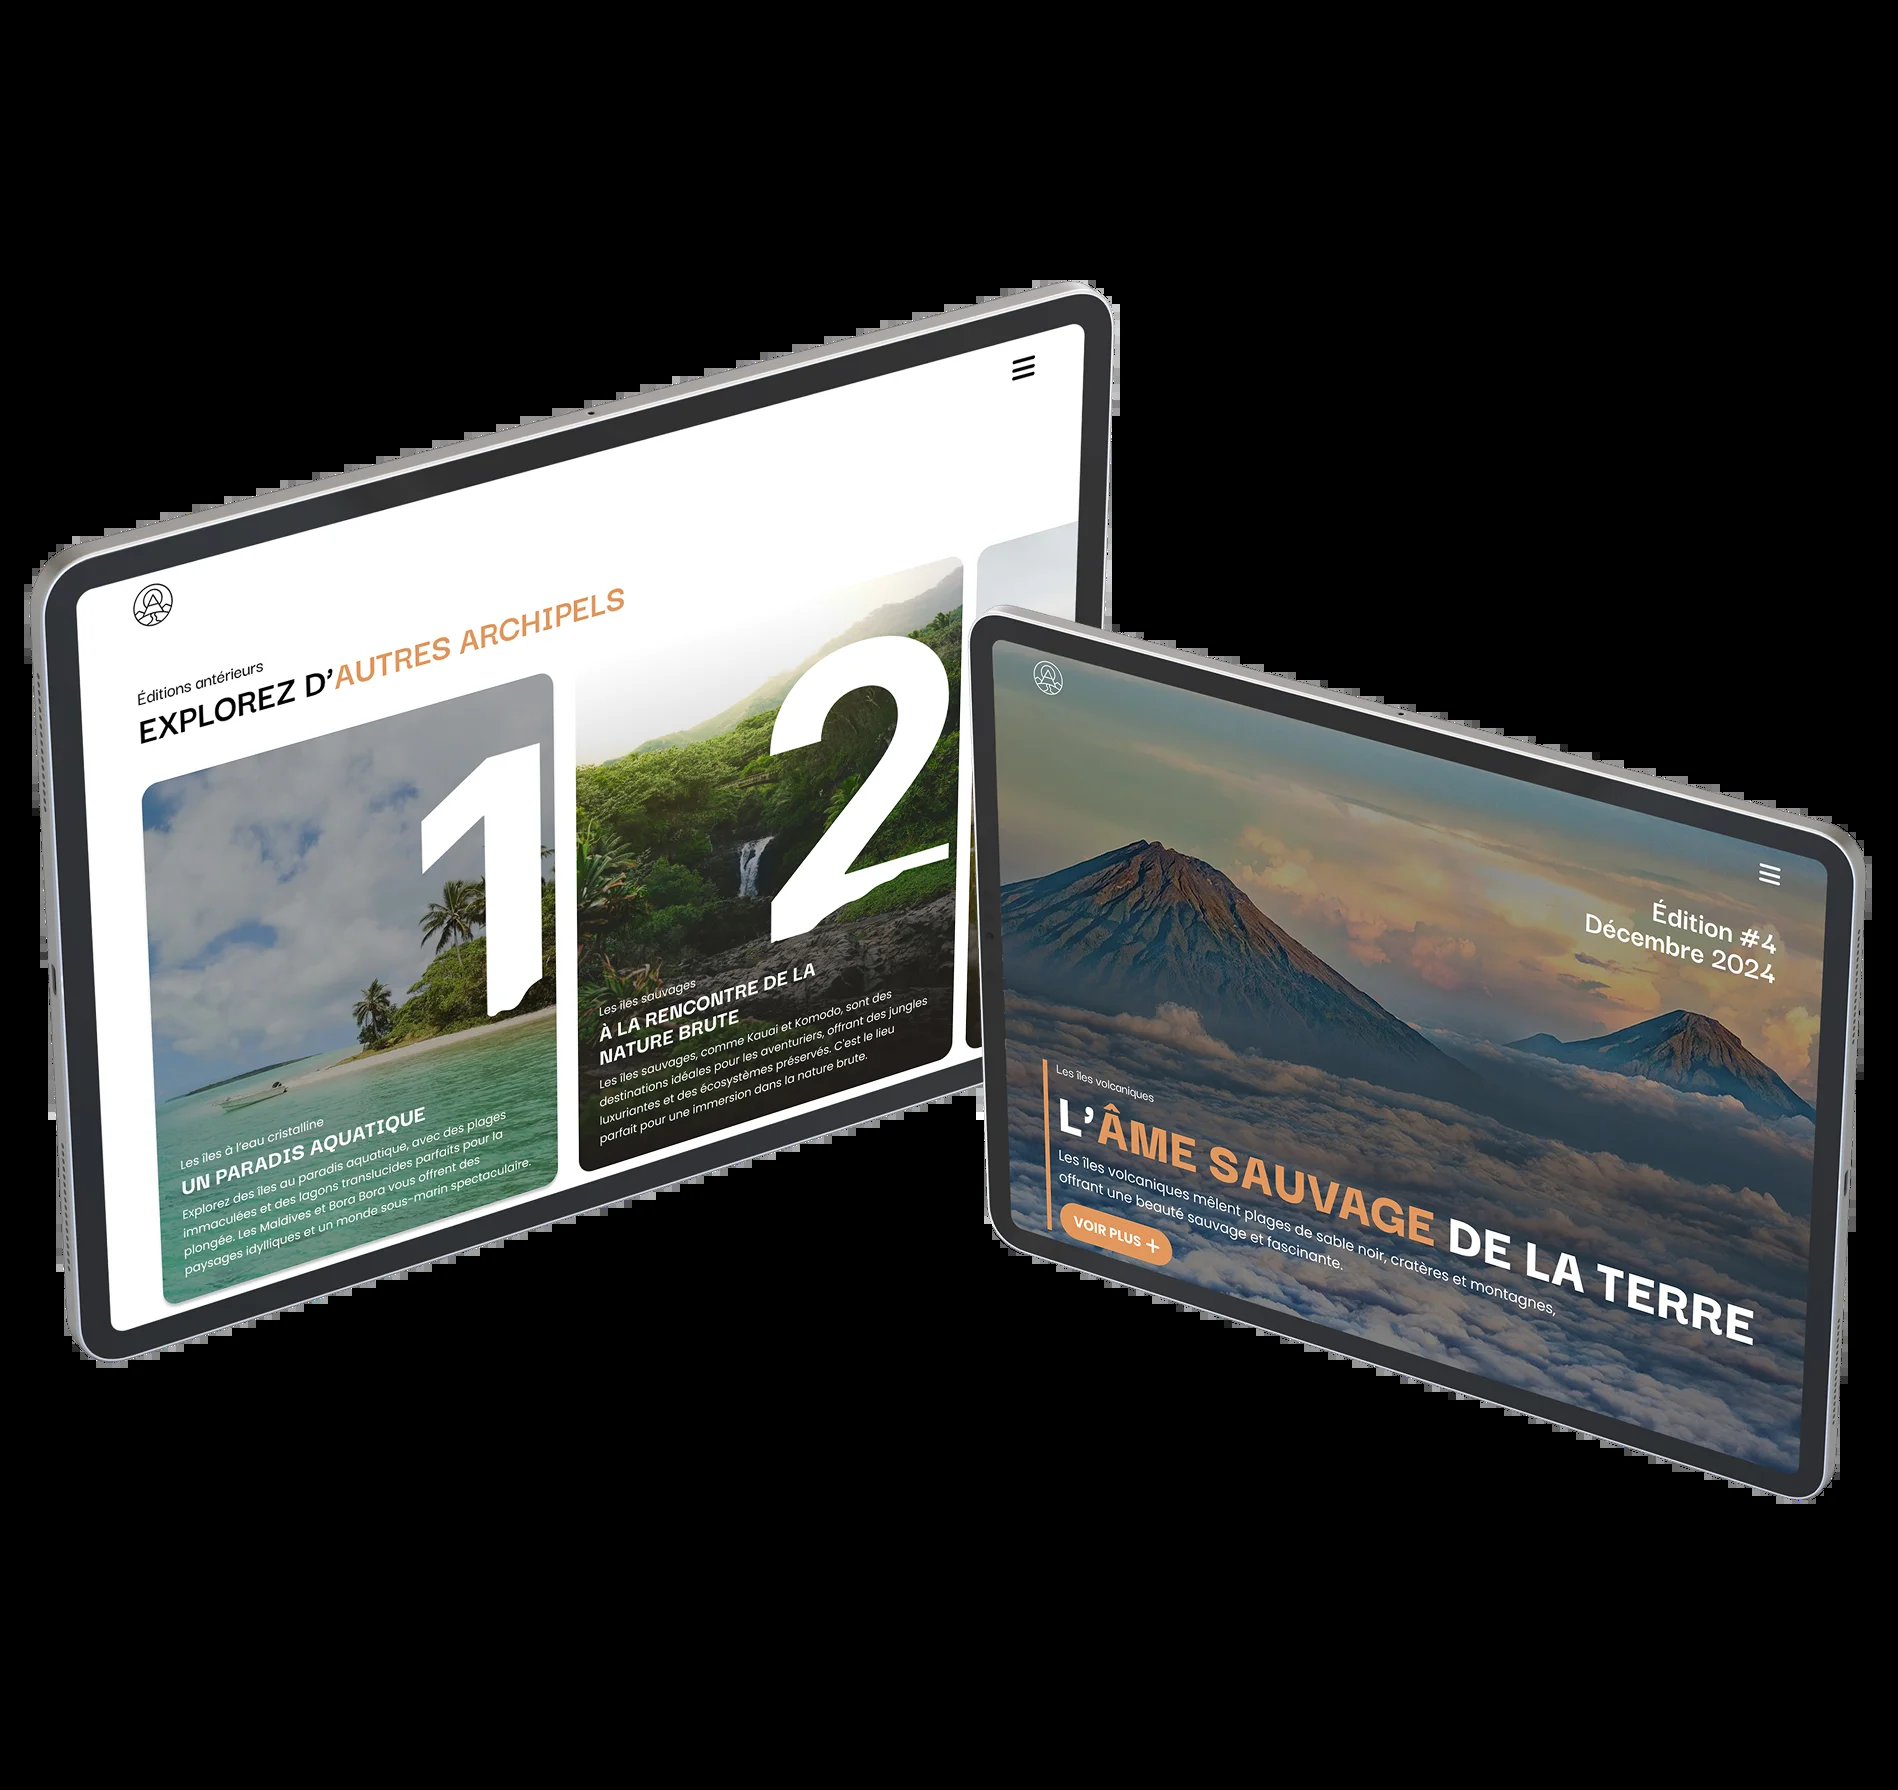 Éditions antérieurs
EXPLOREZ D’AUTRES ARCHIPELS
1
Les îles à l’eau cristalline
UN PARADIS AQUATIQUE
Explorez des îles au paradis aquatique, avec des plages
immaculées et des lagons translucides parfaits pour la
plongée. Les Maldives et Bora Bora vous offrent des
paysages idylliques et un monde sous-marin spectaculaire.
2
Les îles sauvages
À LA RENCONTRE DE LA
NATURE BRUTE
Les îles sauvages, comme Kauai et Komodo, sont des
destinations idéales pour les aventuriers, offrant des jungles
luxuriantes et des écosystèmes préservés. C'est le lieu
parfait pour une immersion dans la nature brute.
Édition #4
Décembre 2024
Les îles volcaniques
L’ÂME SAUVAGE DE LA TERRE
Les îles volcaniques mêlent plages de sable noir, cratères et montagnes,
offrant une beauté sauvage et fascinante.
VOIR PLUS +